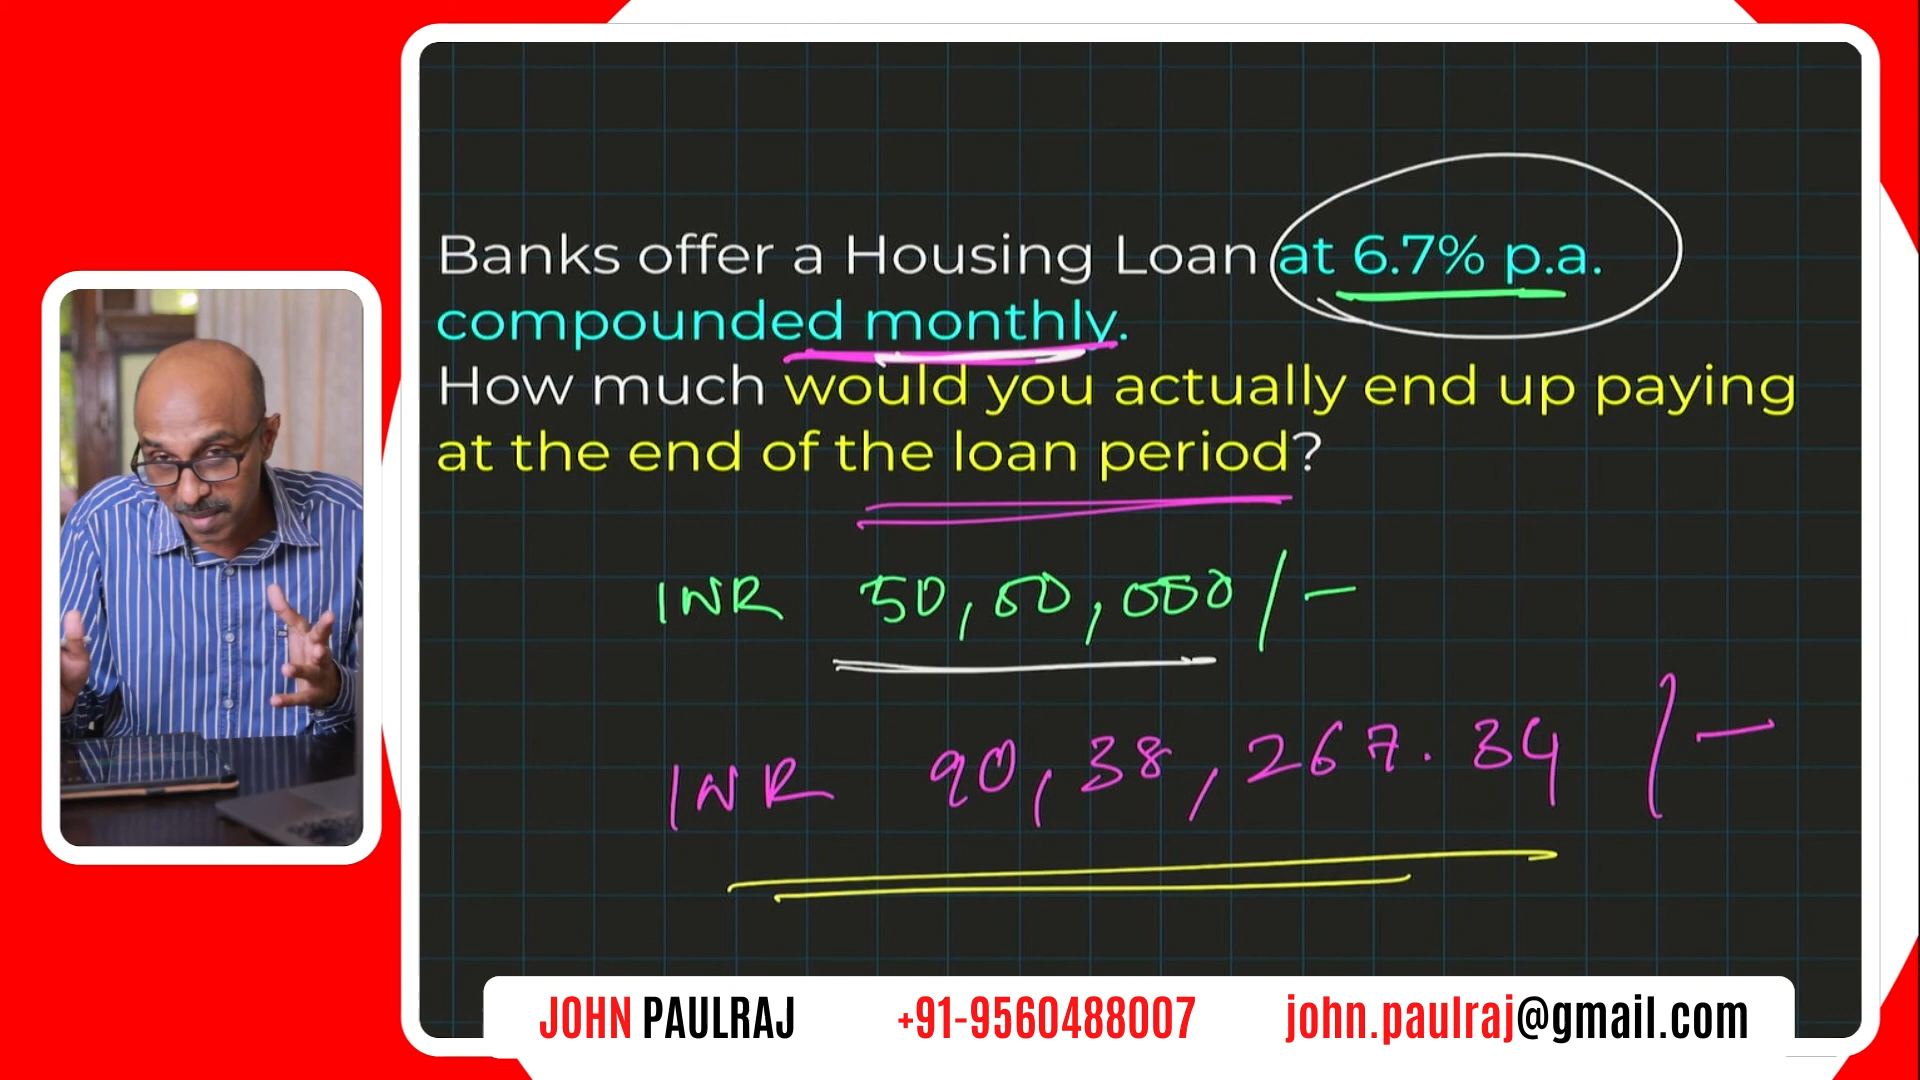 Banks offer a Housing Loan at 6.7% p.a.
compounded monthly.
How much would you actually end up paying
at the end of the loan period?
INR 50,00,000/-
INR 90,38,267.34/-
JOHN PAULRAJ +91-9560488007 john.paulraj@gmail.com